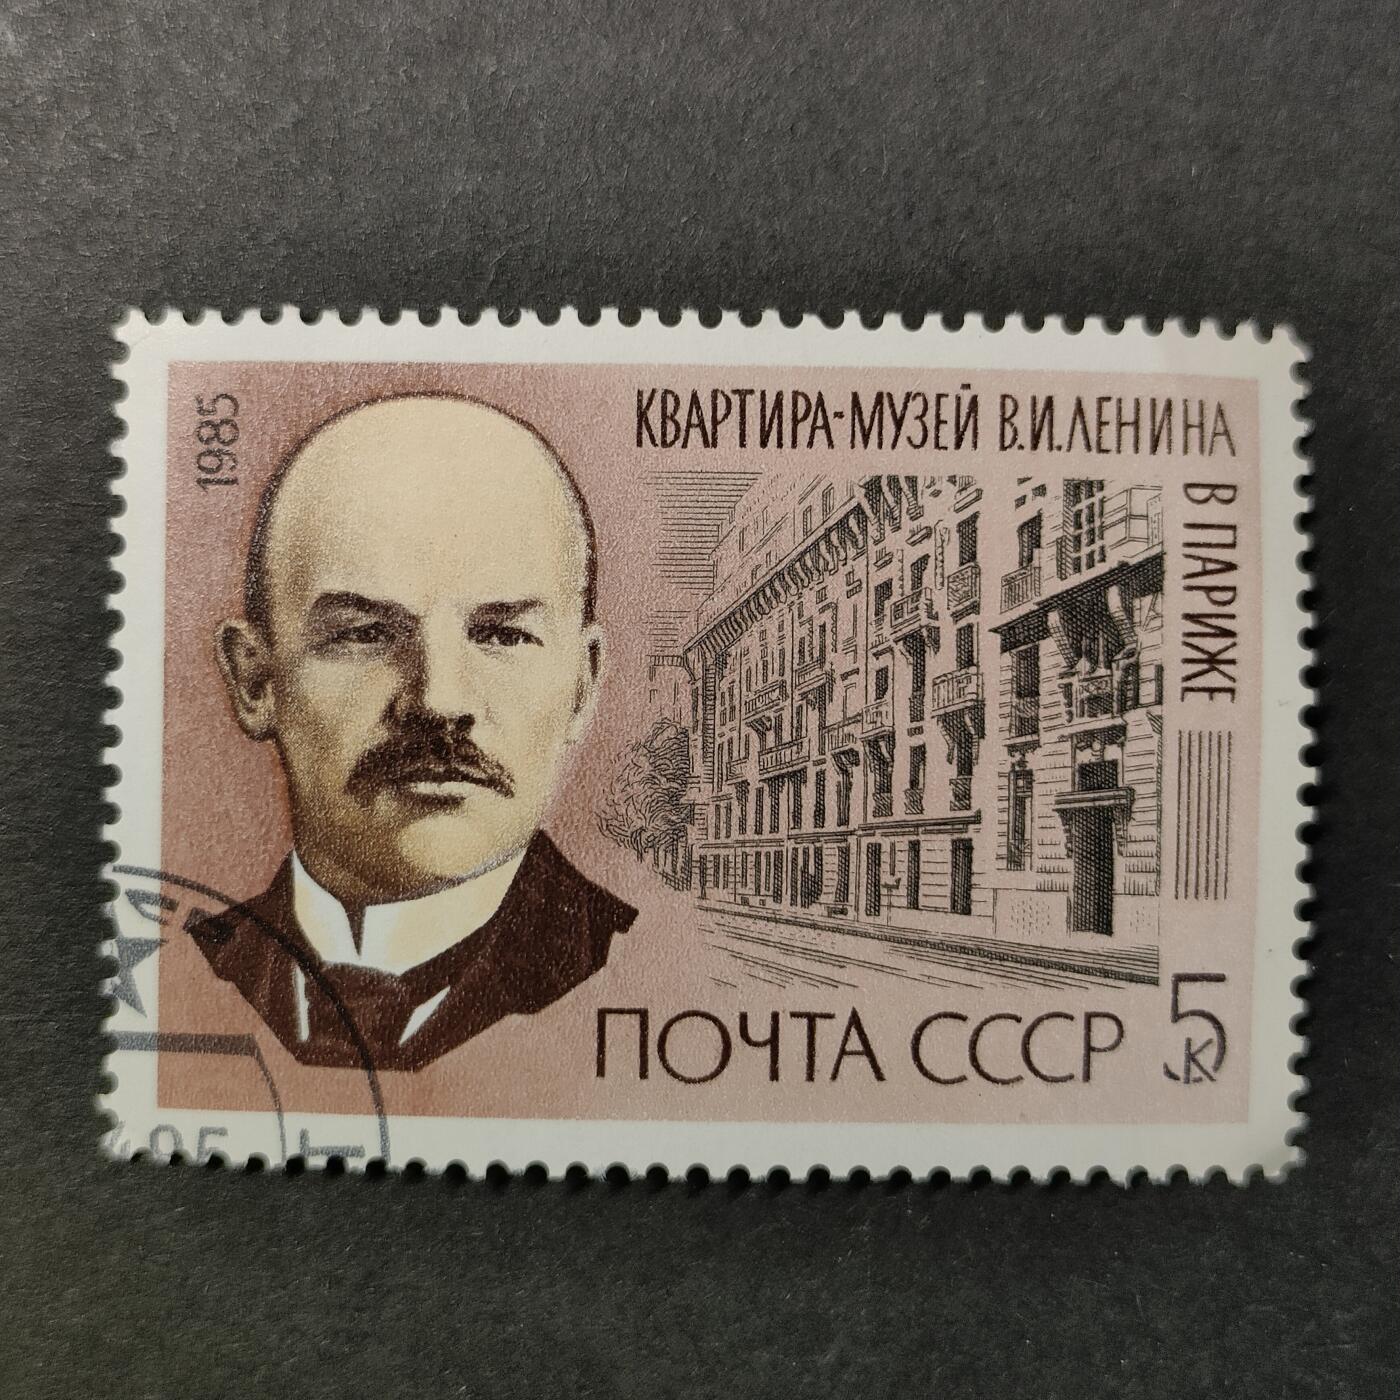 1985
КВАРТИРА-МУЗЕЙ В.И.ЛЕНИНА
В ПАРИЖЕ
ПОЧТА СССР 5
К